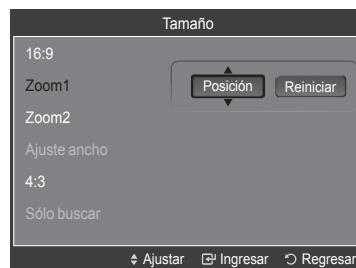 Tamaño
16:9
Zoom1
Posición Reiniciar
Zoom2
Ajuste ancho
4:3
Sólo buscar
Ajustar Ingresar Regresar